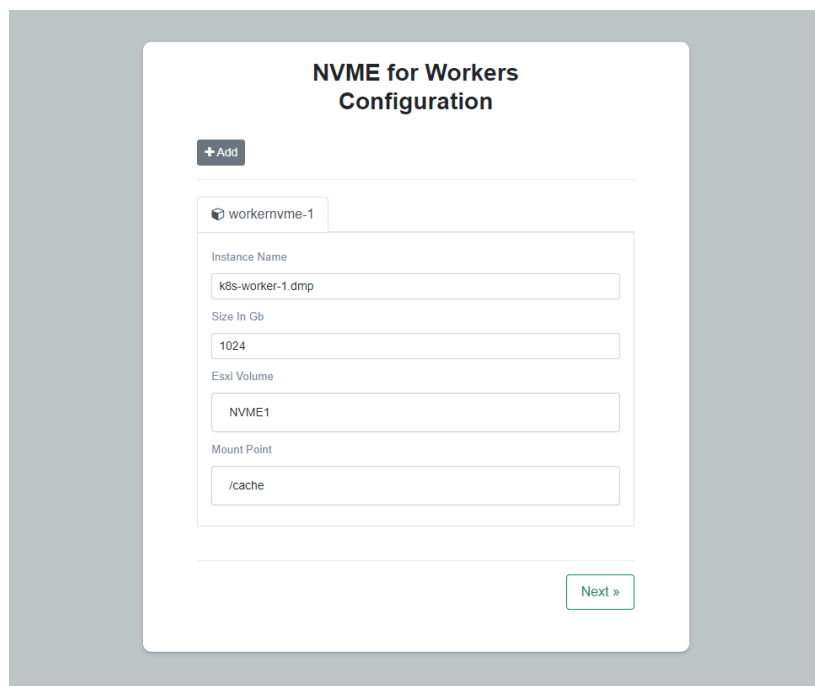 NVME for Workers
Configuration
Add
workernvme-1
Instance Name
k8s-worker-1.dmp
Size In Gb
1024
Esxi Volume
NVME1
Mount Point
/cache
Next »